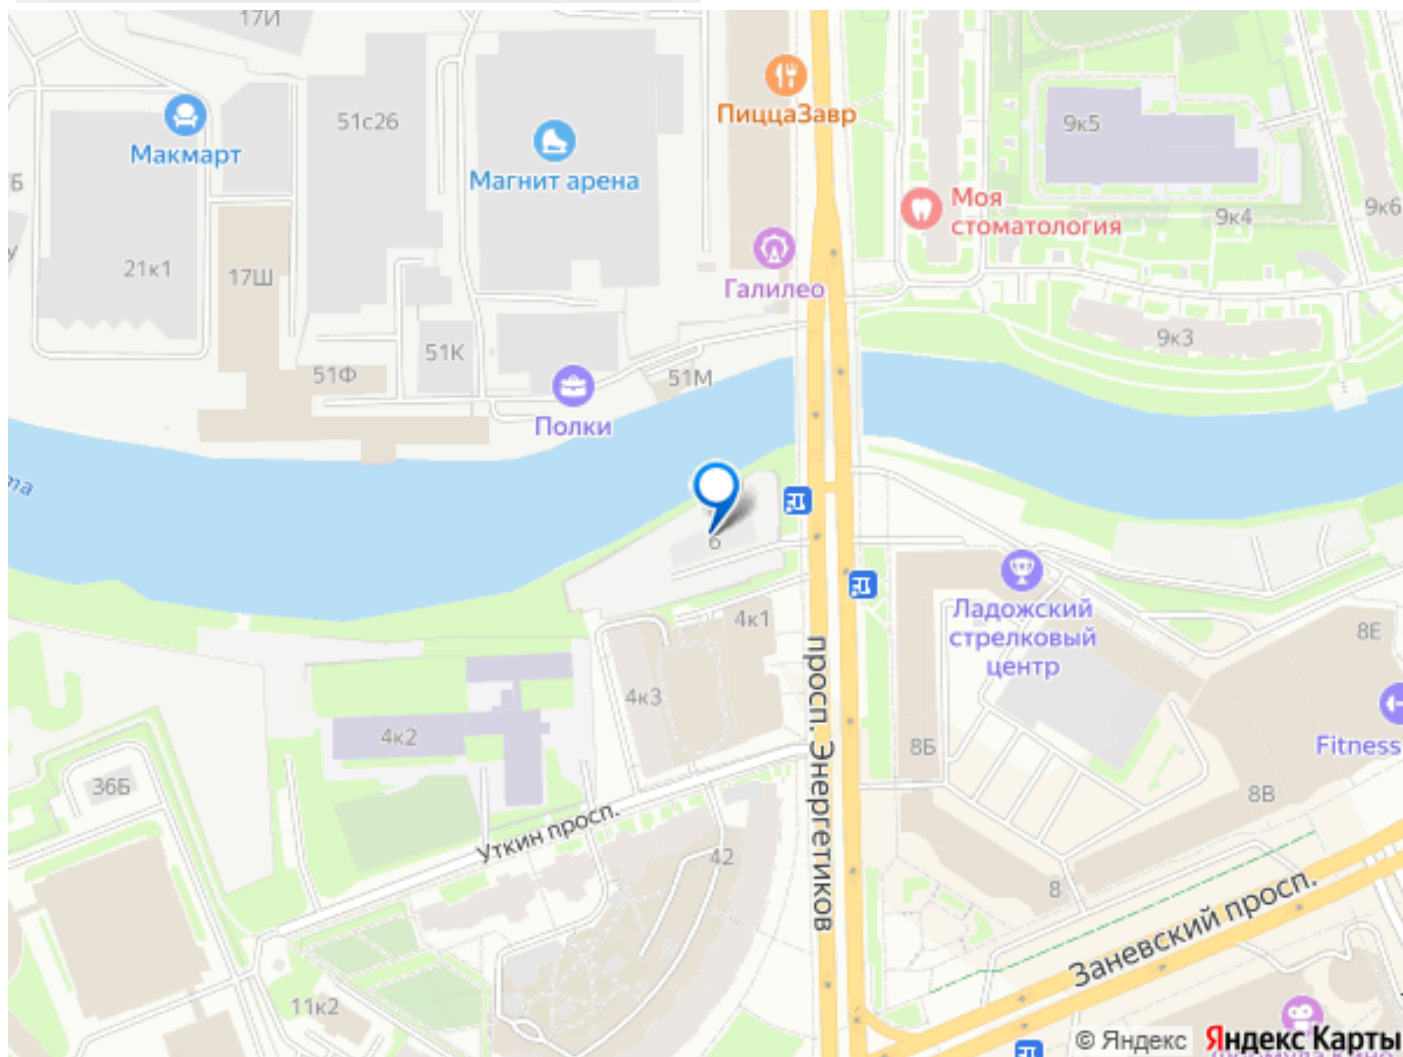 17И
ПиццаЗавр
51с26
9к5
Макмарт
Магнит арена
Моя
стоматология
9к4
9к6
21к1
17Ш
Галилео
9к3
51К
51Ф
51М
Полки
6
Ладожский
стрелковый
центр
4к1
8Е
4к3
4к2
просп. Энергетиков
8Б
Fitness
36Б
8В
Уткин просп.
42
8
Заневский просп.
11к2
© Яндекс
Яндекс Карты